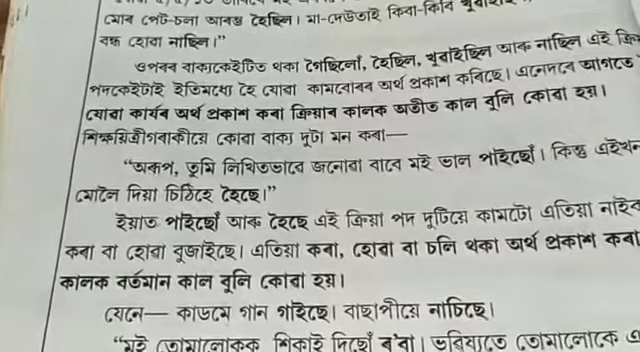 মোৰ পেট-চলা আৰম্ভ হৈছিল। মা-দেউতাই কিবা-কিবি
বন্ধ হোৱা নাছিল।”
ওপৰৰ বাক্যকেইটিত থকা গৈছিলোঁ, হৈছিল, খুৱাইছিল আৰু নাছিল এই
পদকেইটাই ইতিমধ্যে হৈ যোৱা কামবোৰৰ অৰ্থ প্ৰকাশ কৰিছে। এনেদৰে আগতে
যোৱা কাৰ্যৰ অৰ্থ প্ৰকাশ কৰা ক্ৰিয়াৰ কালক অতীত কাল বুলি কোৱা হয়।
শিক্ষয়িত্ৰীগৰাকীয়ে কোৱা বাক্য দুটা মন কৰা—
“অৰূপ, তুমি লিখিতভাৱে জনোৱা বাবে মই ভাল পাইছোঁ। কিন্তু এইখন
মোলৈ দিয়া চিঠিহে হৈছে।”
ইয়াত পাইছোঁ আৰু হৈছে এই ক্ৰিয়া পদ দুটিয়ে কামটো এতিয়া
কৰা বা হোৱা বুজাইছে। এতিয়া কৰা, হোৱা বা চলি থকা অৰ্থ প্ৰকাশ কৰা
কালক বৰ্তমান কাল বুলি কোৱা হয়।
যেনে— কাডমে গান গাইছে। বাছাপীয়ে নাচিছে।
“মই তোমালোকক শিকাই দিছোঁ ৰ'বা। ভৱিষ্যতে তোমালোকে